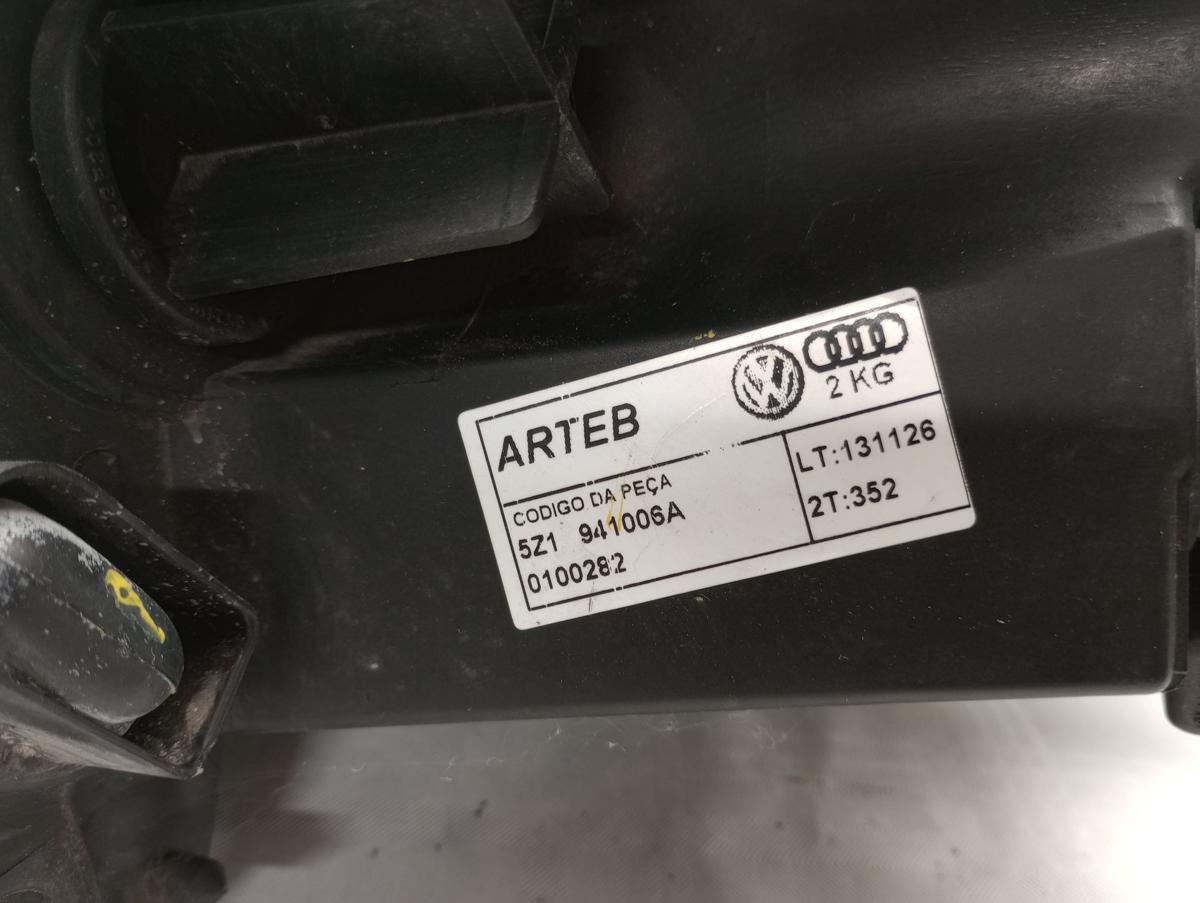 ARTEB
2 KG
CODIGO DA PEÇA
5Z1 941006A
0100282
LT:131126
2T:352